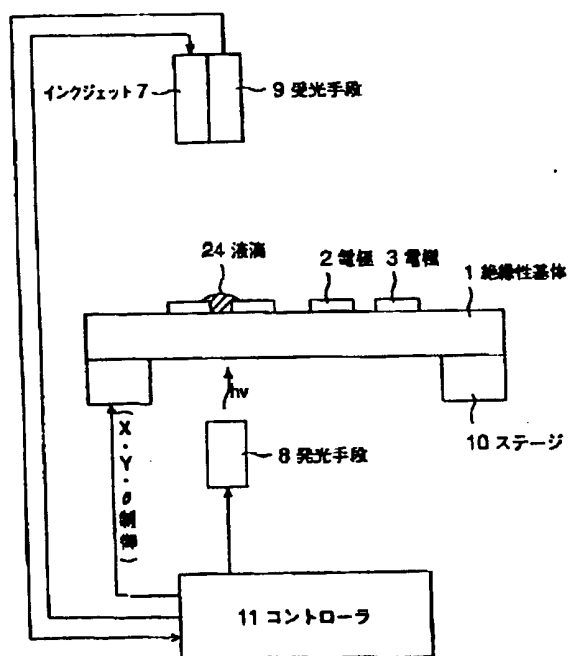 インクジェット 7
9 受光手段
24 液滴
2 電極 3 電極
1 絶縁性基体
hν
10 ステージ
8 発光手段
(X・Y・θ制御)
11 コントローラ